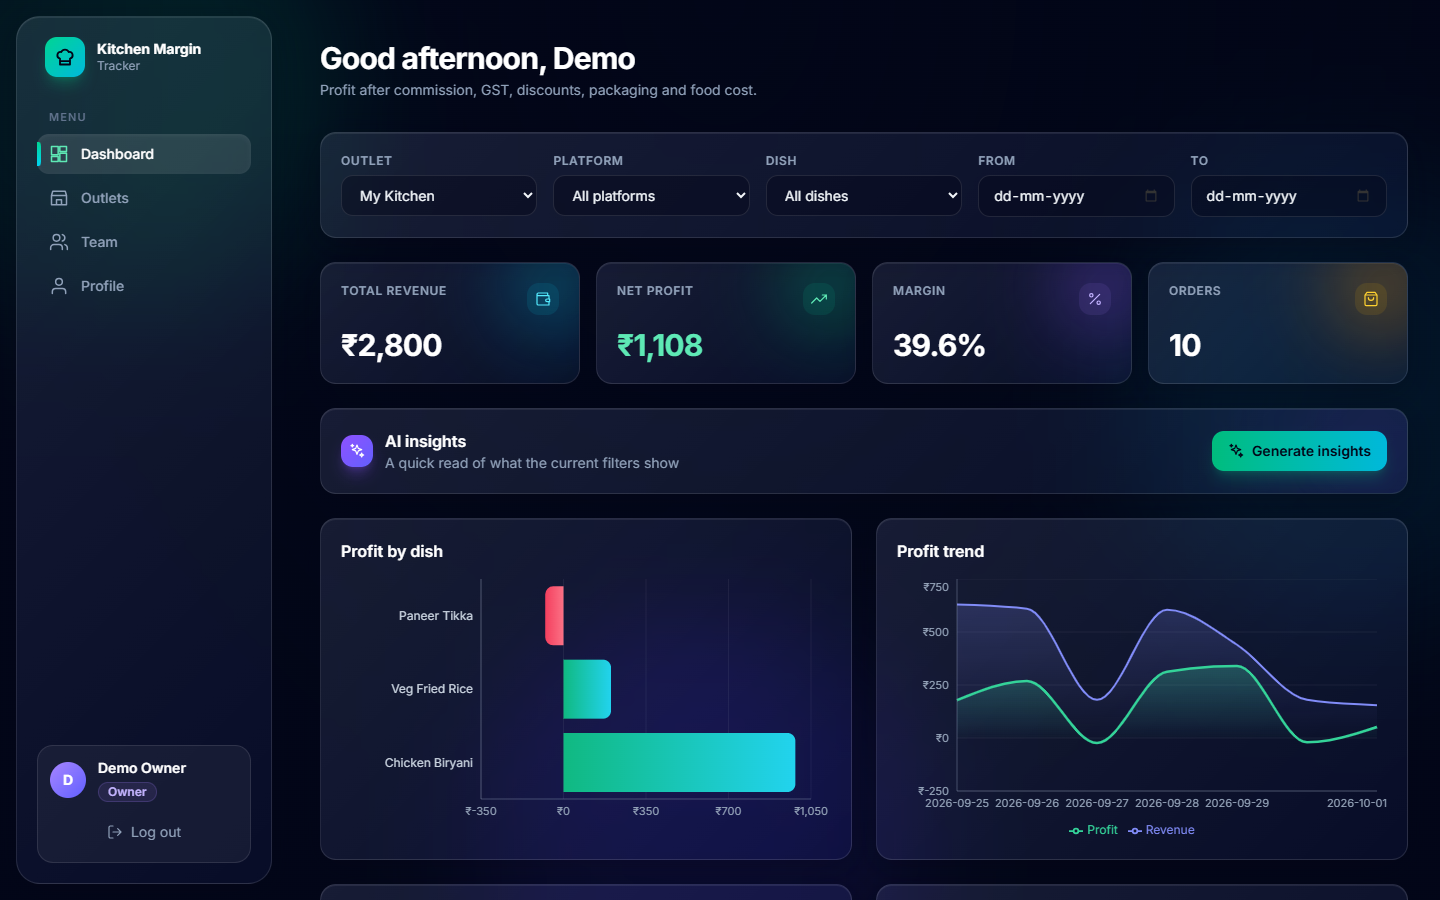 Kitchen Margin
Tracker
MENU
Dashboard
Outlets
Team
Profile
D
Demo Owner
Owner
Log out
Good afternoon, Demo
Profit after commission, GST, discounts, packaging and food cost.
OUTLET PLATFORM DISH FROM TO
My Kitchen All platforms All dishes dd-mm-yyyy dd-mm-yyyy
TOTAL REVENUE
₹2,800
NET PROFIT
₹1,108
MARGIN
39.6%
ORDERS
10
AI insights
A quick read of what the current filters show
Generate insights
Profit by dish
Paneer Tikka
Veg Fried Rice
Chicken Biryani
₹-350 ₹0 ₹350 ₹700 ₹1,050
Profit trend
₹750
₹500
₹250
₹0
₹-250
2026-09-25 2026-09-26 2026-09-27 2026-09-28 2026-09-29 2026-10-01
Profit Revenue